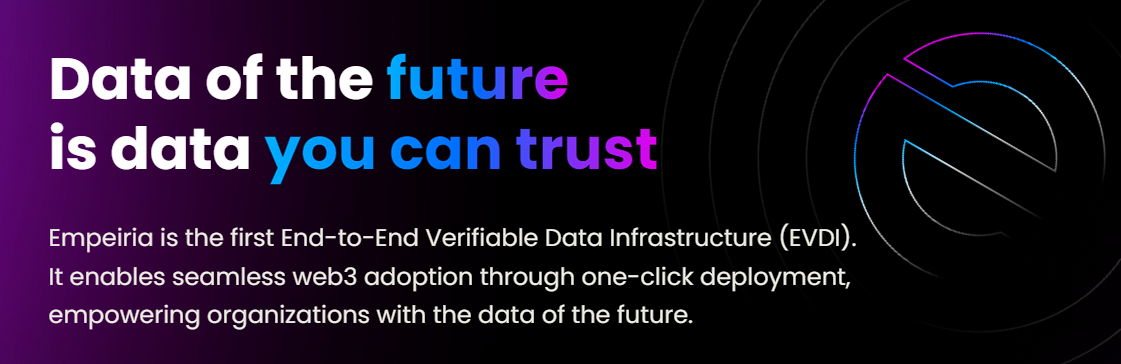 Data of the future
is data you can trust
Empeiria is the first End-to-End Verifiable Data Infrastructure (EVDI).
It enables seamless web3 adoption through one-click deployment,
empowering organizations with the data of the future.